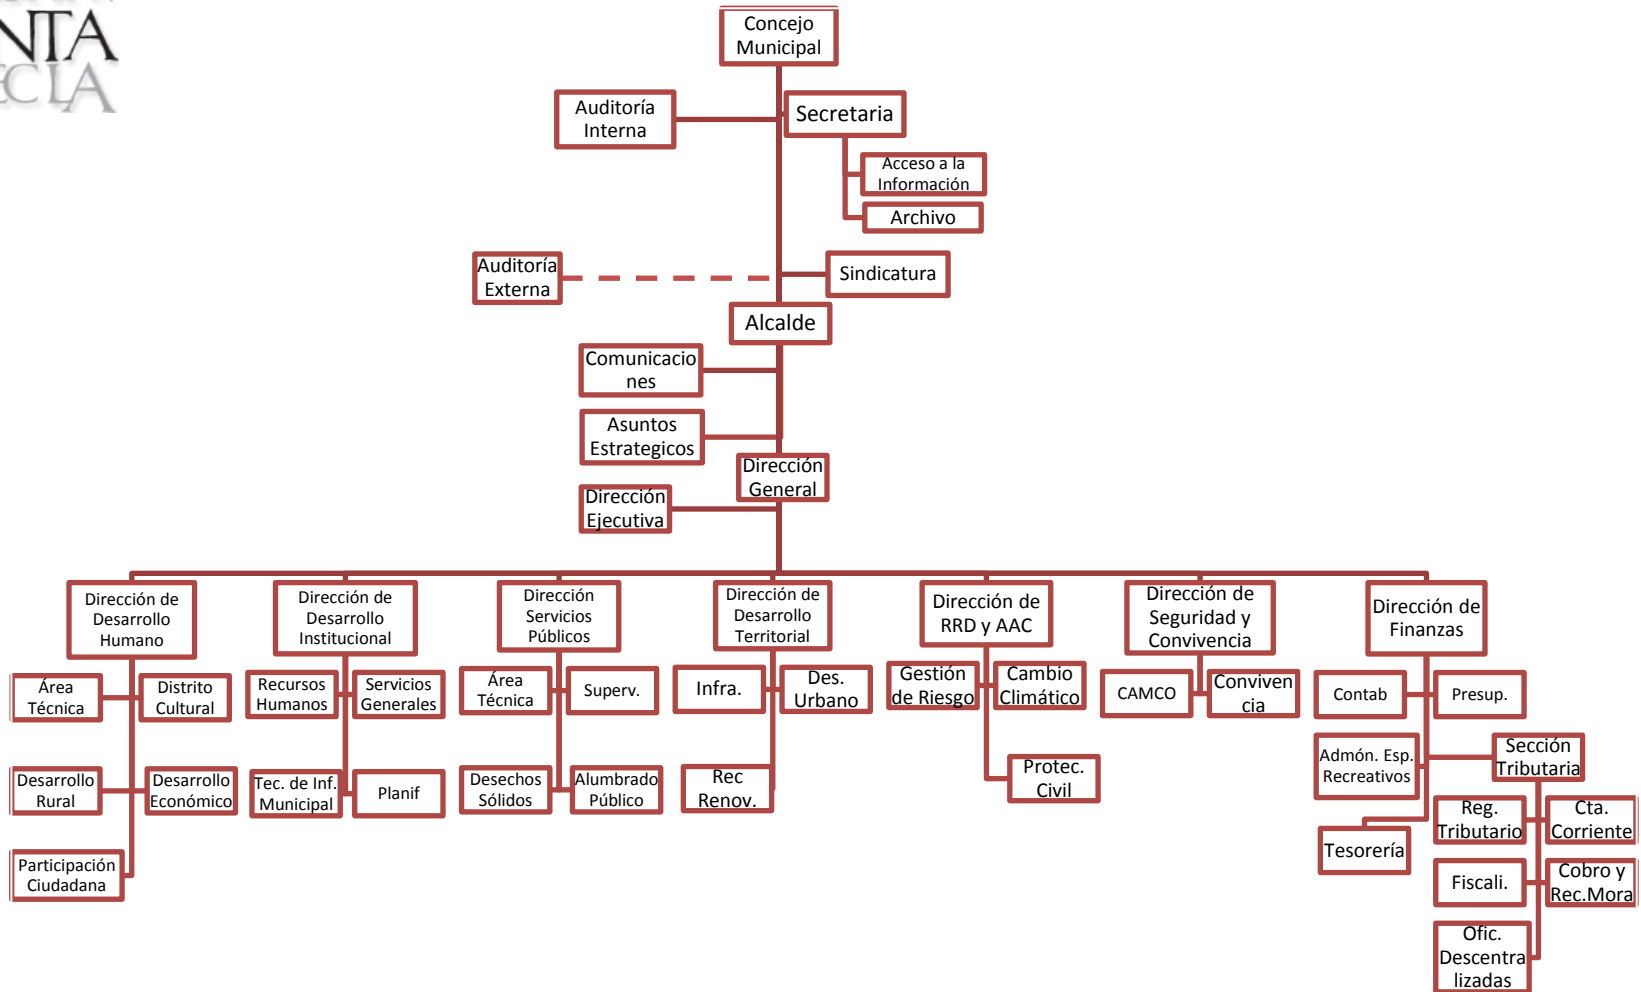 NTA
ECLA
Concejo
Municipal
Auditoría
Interna
Secretaria
Acceso a la
Información
Archivo
Auditoría
Externa
Sindicatura
Alcalde
Comunicacio
nes
Asuntos
Estrategicos
Dirección
General
Dirección
Ejecutiva
Dirección de
Desarrollo
Humano
Dirección de
Desarrollo
Institucional
Dirección
Servicios
Públicos
Dirección de
Desarrollo
Territorial
Dirección de
RRD y AAC
Dirección de
Seguridad y
Convivencia
Dirección de
Finanzas
Área
Técnica
Distrito
Cultural
Recursos
Humanos
Servicios
Generales
Área
Técnica
Superv.
Infra.
Des.
Urbano
Gestión
de Riesgo
Cambio
Climático
CAMCO
Conviven
cia
Contab
Presup.
Desarrollo
Rural
Desarrollo
Económico
Tec. de Inf.
Municipal
Planif
Desechos
Sólidos
Alumbrado
Público
Rec
Renov.
Protec.
Civil
Admón. Esp.
Recreativos
Sección
Tributaria
Participación
Ciudadana
Tesorería
Reg.
Tributario
Cta.
Corriente
Fiscali.
Cobro y
Rec.Mora
Ofic.
Descentra
lizadas